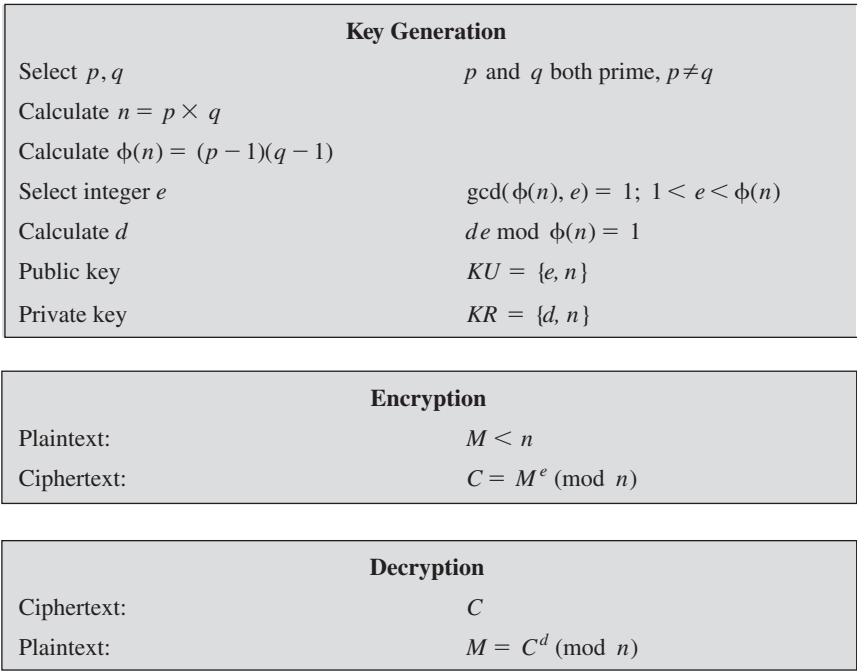 Key Generation
Select p, q p and q both prime, p ≠ q
Calculate n = p × q
Calculate ϕ(n) = (p − 1)(q − 1)
Select integer e gcd(ϕ(n), e) = 1; 1 < e < ϕ(n)
Calculate d de mod ϕ(n) = 1
Public key KU = {e, n}
Private key KR = {d, n}
Encryption
Plaintext: M < n
Ciphertext: C = M^e (mod n)
Decryption
Ciphertext: C
Plaintext: M = C^d (mod n)